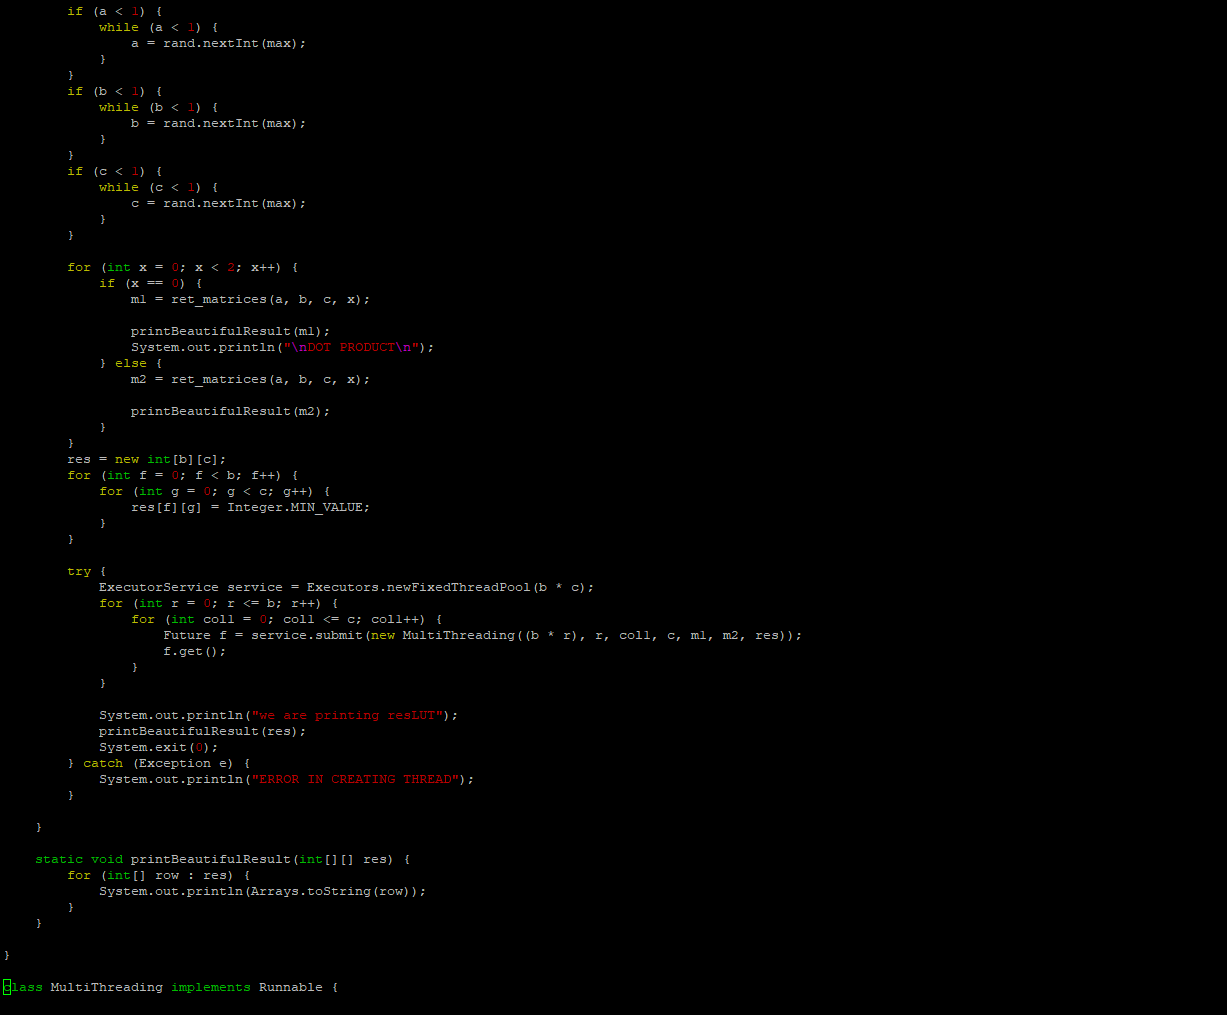 if (a < 1) {
while (a < 1) {
a = rand.nextInt(max);
}
}
if (b < 1) {
while (b < 1) {
b = rand.nextInt(max);
}
}
if (c < 1) {
while (c < 1) {
c = rand.nextInt(max);
}
}
for (int x = 0; x < 2; x++) {
if (x == 0) {
m1 = ret_matrices(a, b, c, x);
printBeautifulResult(m1);
System.out.println("\nDOT PRODUCT\n");
} else {
m2 = ret_matrices(a, b, c, x);
printBeautifulResult(m2);
}
}
res = new int[b][c];
for (int f = 0; f < b; f++) {
for (int g = 0; g < c; g++) {
res[f][g] = Integer.MIN_VALUE;
}
}
try {
ExecutorService service = Executors.newFixedThreadPool(b * c);
for (int r = 0; r <= b; r++) {
for (int col1 = 0; col1 <= c; col1++) {
Future f = service.submit(new MultiThreading((b * r), r, col1, c, m1, m2, res));
f.get();
}
}
System.out.println("we are printing resLUT");
printBeautifulResult(res);
System.exit(0);
} catch (Exception e) {
System.out.println("ERROR IN CREATING THREAD");
}
}
static void printBeautifulResult(int[][] res) {
for (int[] row : res) {
System.out.println(Arrays.toString(row));
}
}
}
class MultiThreading implements Runnable {